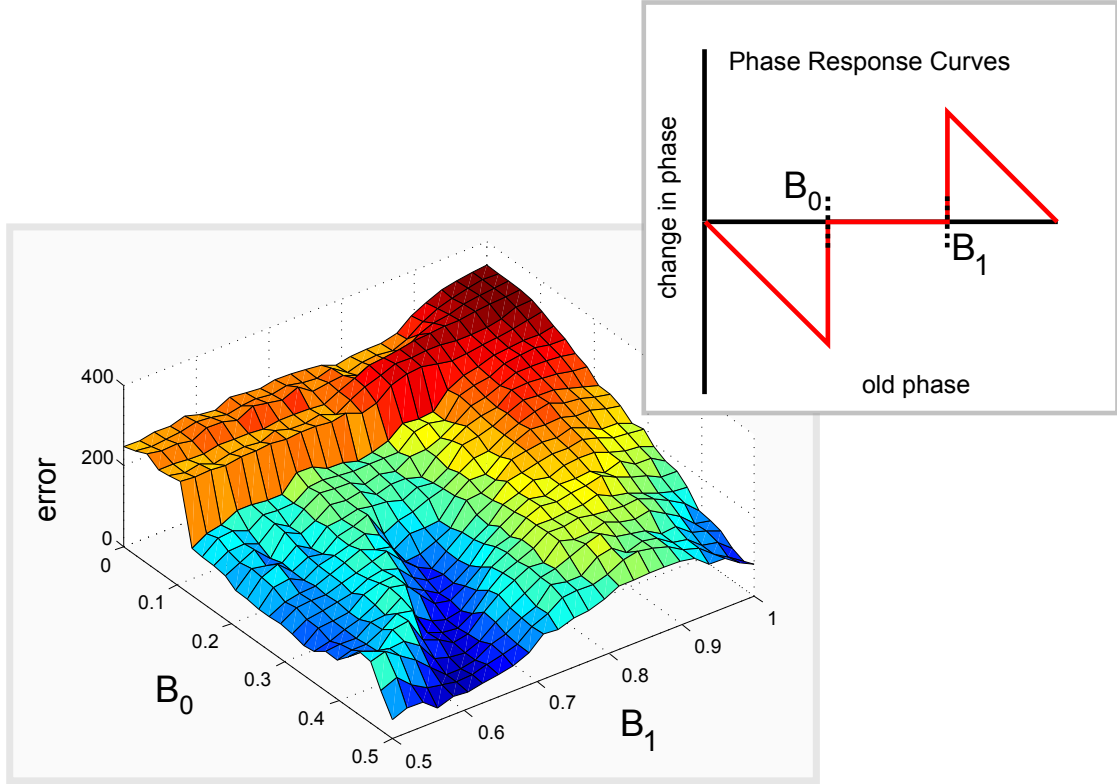 Phase Response Curves
change in phase
B0
B1
old phase
400
200
0
error
0
0.1
0.2
0.3
0.4
0.5
B0
0.5
0.6
0.7
0.8
0.9
1
B1